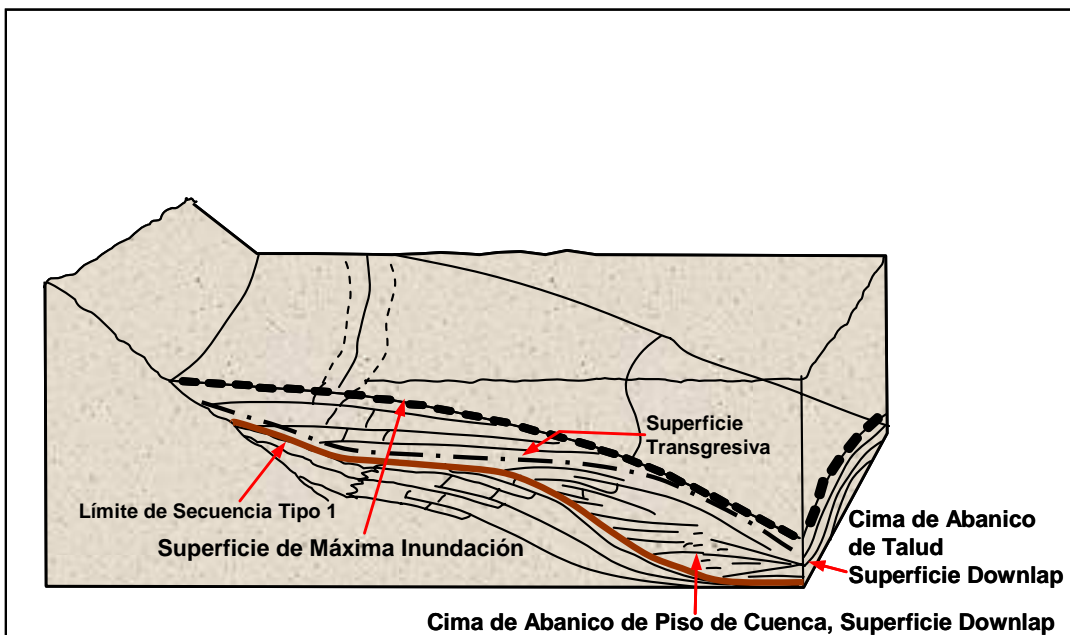 Superficie
Transgresiva
Límite de Secuencia Tipo 1
Superficie de Máxima Inundación
Cima de Abanico
de Talud
Superficie Downlap
Cima de Abanico de Piso de Cuenca, Superficie Downlap